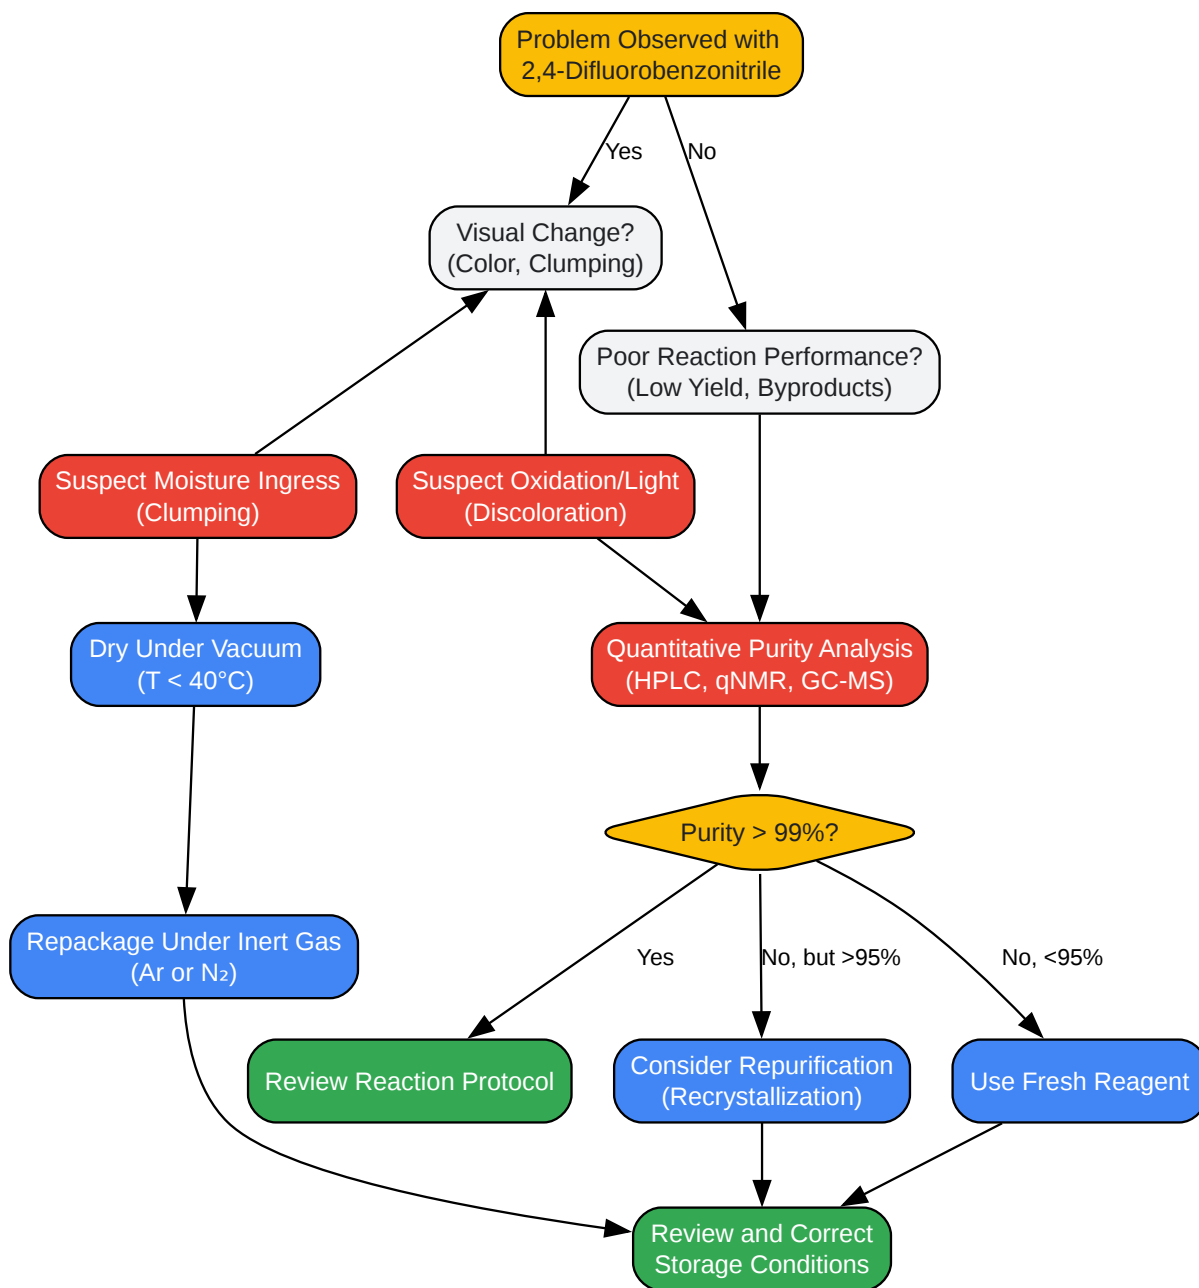 Problem Observed with
2,4-Difluorobenzonitrile
Yes
No
Visual Change?
(Color, Clumping)
Poor Reaction Performance?
(Low Yield, Byproducts)
Suspect Moisture Ingress
(Clumping)
Suspect Oxidation/Light
(Discoloration)
Dry Under Vacuum
(T < 40°C)
Quantitative Purity Analysis
(HPLC, qNMR, GC-MS)
Purity > 99%?
Repackage Under Inert Gas
(Ar or N₂)
Yes
No, but >95%
No, <95%
Review Reaction Protocol
Consider Repurification
(Recrystallization)
Use Fresh Reagent
Review and Correct
Storage Conditions